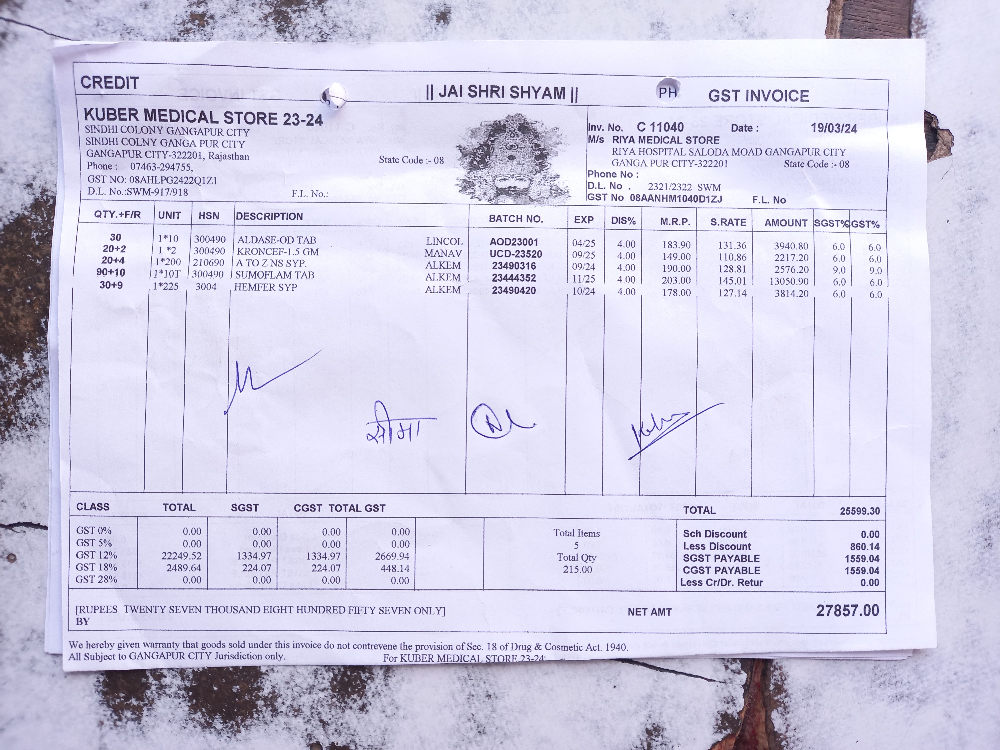 CREDIT
|| JAI SHRI SHYAM ||
PH
GST INVOICE
KUBER MEDICAL STORE 23-24
SINDHI COLONY GANGAPUR CITY
SINDHI COLNY GANGA PUR CITY
GANGAPUR CITY-322201, Rajasthan
State Code :- 08
Phone : 07463-294755,
GST NO: 08AHLPG2422Q1Z1
D.L. No.:SWM-917/918
F.L. No.:
Inv. No. C 11040 Date : 19/03/24
M/s RIYA MEDICAL STORE
RIYA HOSPITAL SALODA MOAD GANGAPUR CITY
GANGA PUR CITY-322201 State Code :- 08
Phone No :
D.L. No . 2321/2322 SWM
GST No 08AANHM1040D1ZJ F.L. No
QTY.+F/R UNIT HSN DESCRIPTION BATCH NO. EXP DIS% M.R.P. S.RATE AMOUNT SGST% GST%
30 1*10 300490 ALDASE-OD TAB LINCOL AOD23001 04/25 4.00 183.90 131.36 3940.80 6.0 6.0
20+2 1 *2 300490 KRONCEF-1.5 GM MANAV UCD-23520 09/25 4.00 149.00 110.86 2217.20 6.0 6.0
20+4 1*200 210690 A TO Z NS SYP. ALKEM 23490316 09/24 4.00 190.00 128.81 2576.20 9.0 9.0
90+10 1*10T 300490 SUMOFLAM TAB ALKEM 23444352 11/25 4.00 203.00 145.01 13050.90 6.0 6.0
30+9 1*225 3004 HEMFER SYP ALKEM 23490420 10/24 4.00 178.00 127.14 3814.20 6.0 6.0
सीमा
CLASS TOTAL SGST CGST TOTAL GST
GST 0% 0.00 0.00 0.00 0.00
GST 5% 0.00 0.00 0.00 0.00
GST 12% 22249.52 1334.97 1334.97 2669.94
GST 18% 2489.64 224.07 224.07 448.14
GST 28% 0.00 0.00 0.00 0.00
Total Items
5
Total Qty
215.00
TOTAL 25599.30
Sch Discount 0.00
Less Discount 860.14
SGST PAYABLE 1559.04
CGST PAYABLE 1559.04
Less Cr/Dr. Retur 0.00
[RUPEES TWENTY SEVEN THOUSAND EIGHT HUNDRED FIFTY SEVEN ONLY]
BY
NET AMT 27857.00
We hereby given warranty that goods sold under this invoice do not contrevene the provision of Sec. 18 of Drug & Cosmetic Act. 1940.
All Subject to GANGAPUR CITY Jurisdiction only.
For KUBER MEDICAL STORE 23-24: